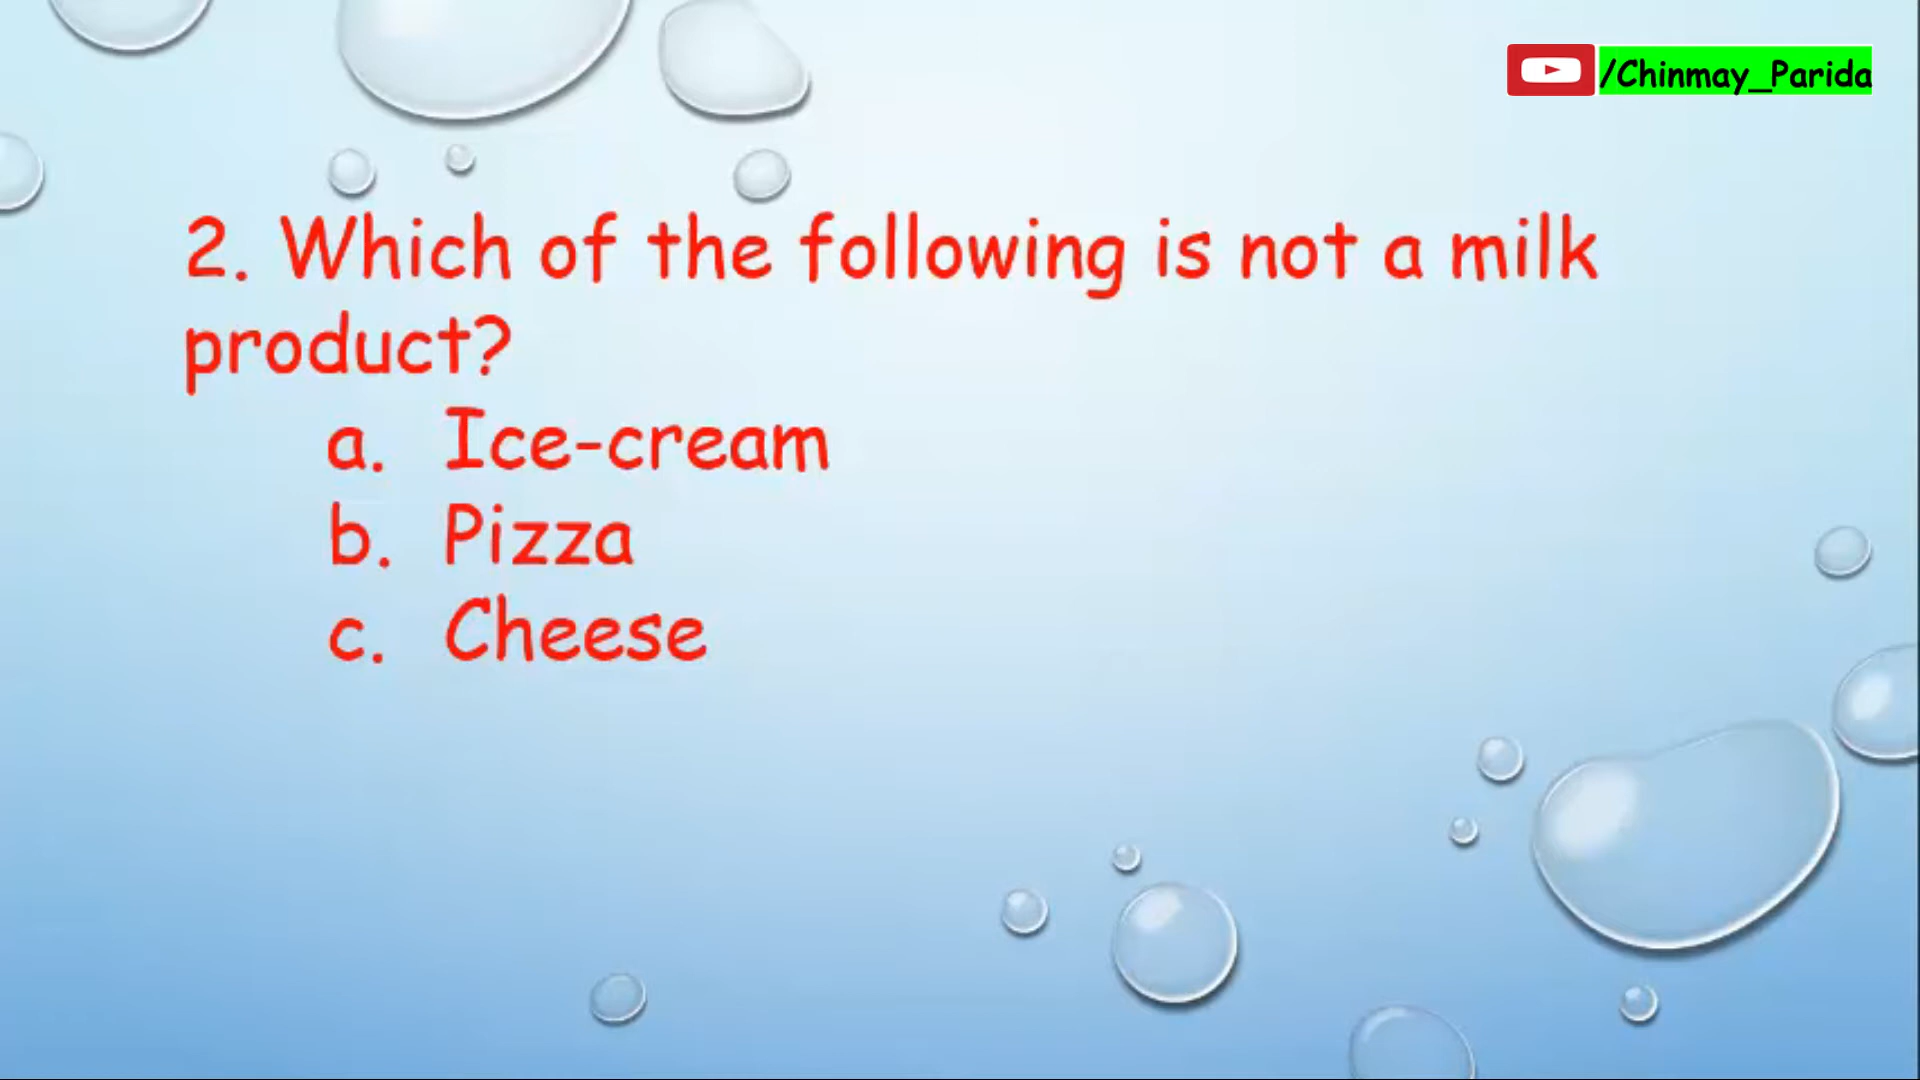 /Chinmay_Parida
2. Which of the following is not a milk
product?
a. Ice-cream
b. Pizza
c. Cheese